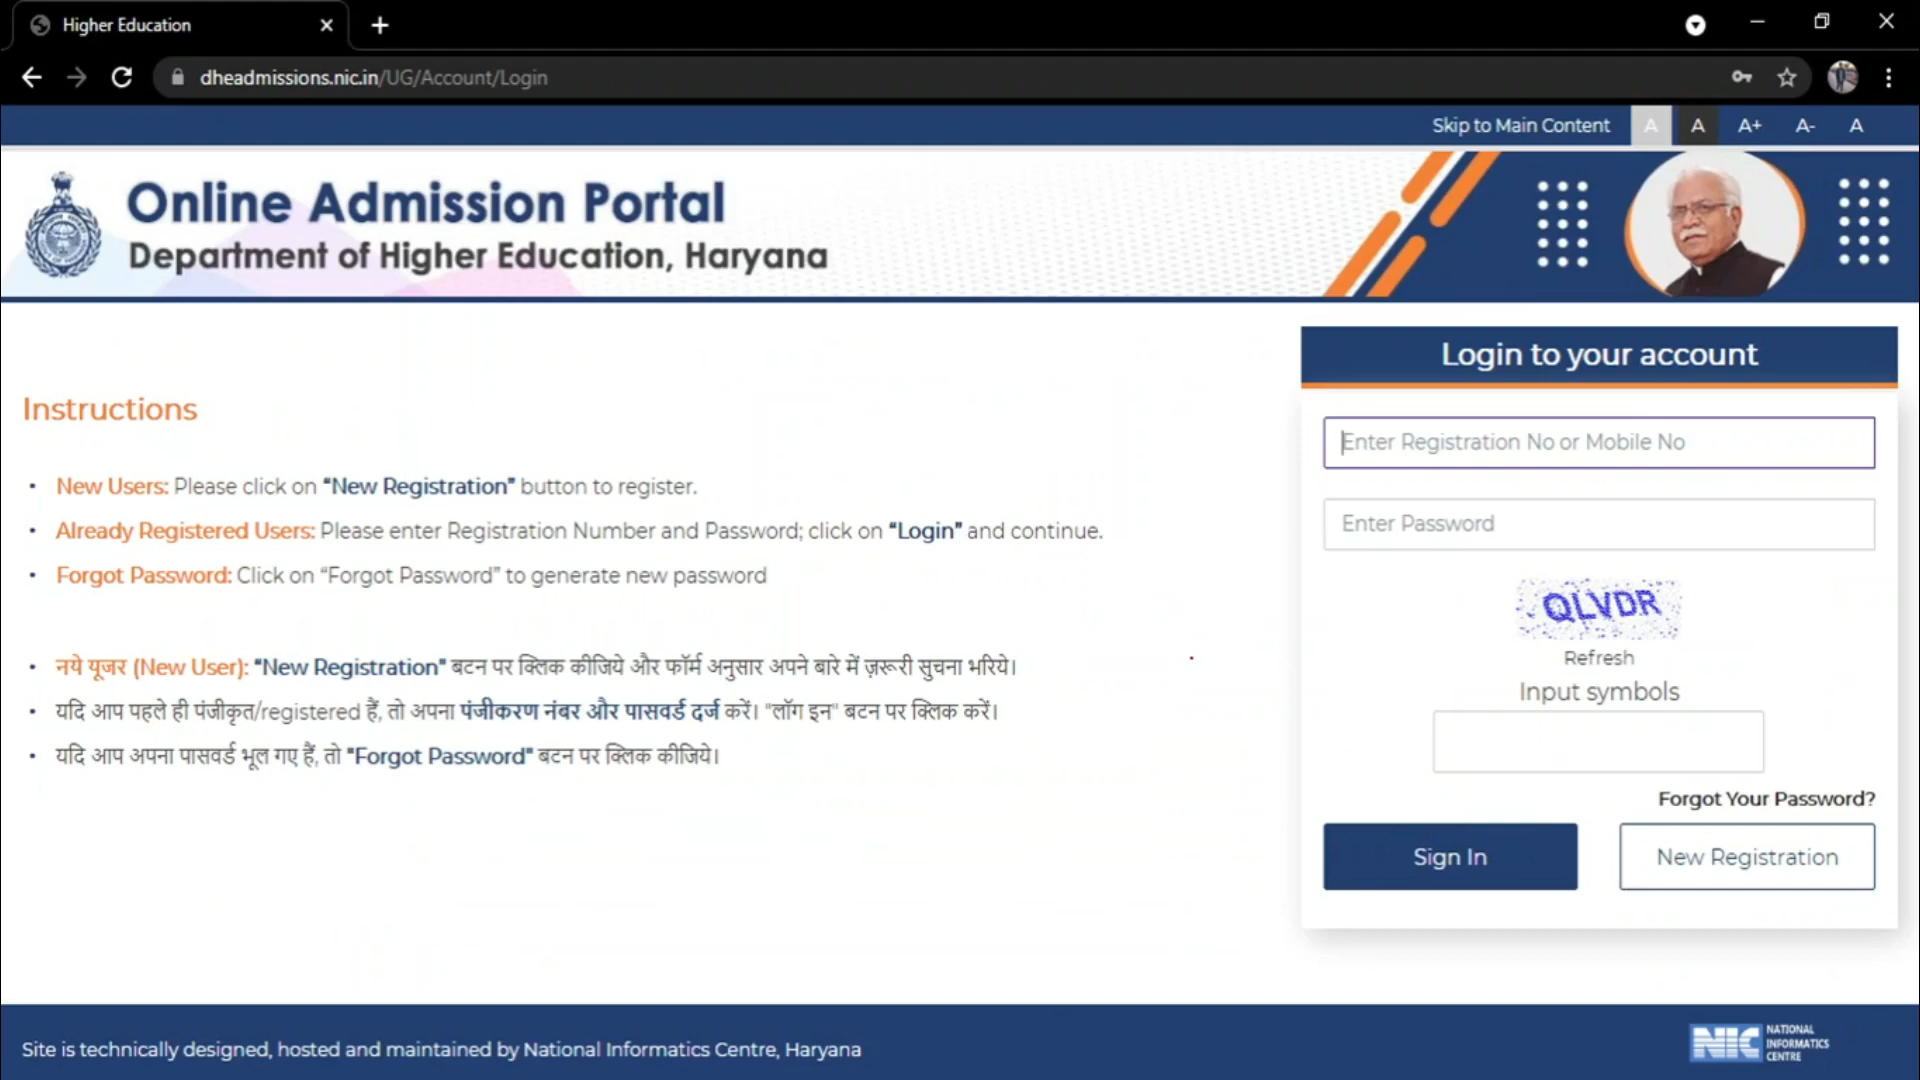 Higher Education
dheadmissions.nic.in/UG/Account/Login
Skip to Main Content A A A+ A- A
Online Admission Portal
Department of Higher Education, Haryana
Login to your account
Enter Registration No or Mobile No
Enter Password
QLVDR
Refresh
Input symbols
Forgot Your Password?
Sign In New Registration
Instructions
• New Users: Please click on “New Registration” button to register.
• Already Registered Users: Please enter Registration Number and Password; click on “Login” and continue.
• Forgot Password: Click on “Forgot Password” to generate new password
• नये यूजर (New User): "New Registration" बटन पर क्लिक कीजिये और फॉर्म अनुसार अपने बारे में ज़रूरी सुचना भरिये।
• यदि आप पहले ही पंजीकृत/registered हैं, तो अपना पंजीकरण नंबर और पासवर्ड दर्ज करें। "लॉग इन" बटन पर क्लिक करें।
• यदि आप अपना पासवर्ड भूल गए हैं, तो "Forgot Password" बटन पर क्लिक कीजिये।
Site is technically designed, hosted and maintained by National Informatics Centre, Haryana
NIC NATIONAL
INFORMATICS
CENTRE